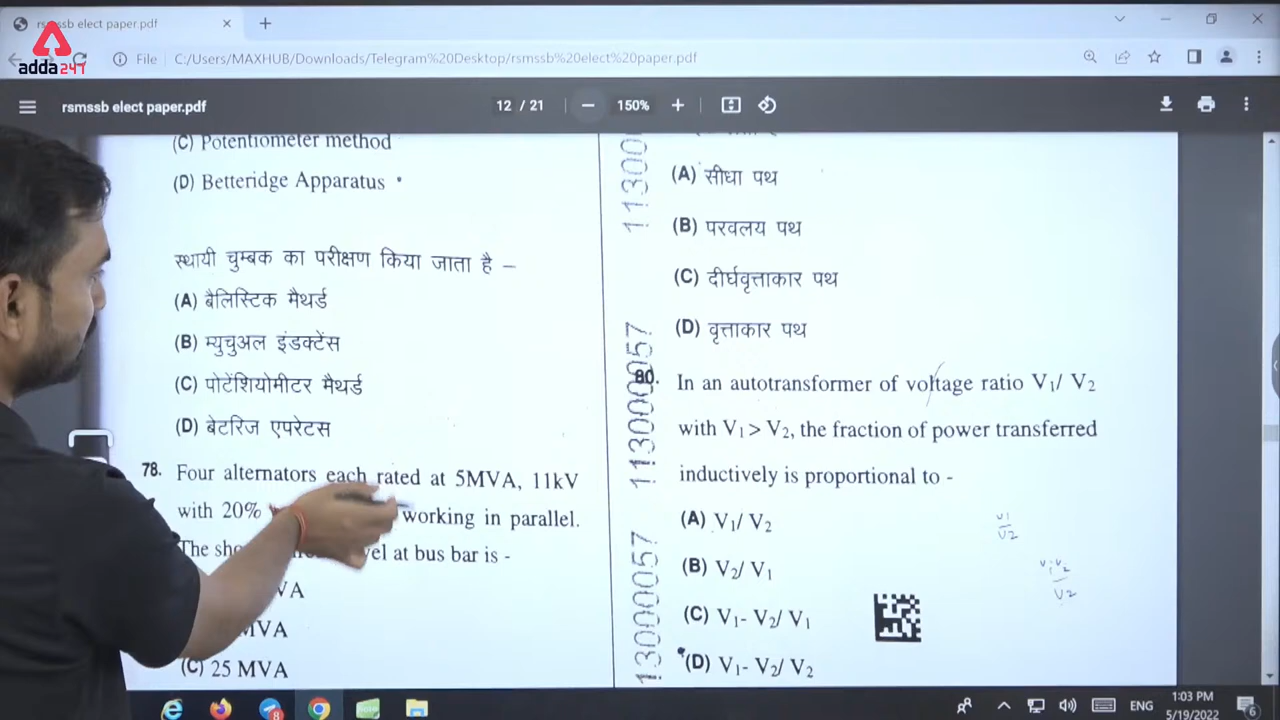 rsmssb elect paper.pdf
adda247
File C:/Users/MAXHUB/Downloads/Telegram%20Desktop/rsmssb%20elect%20paper.pdf
rsmssb elect paper.pdf
12 / 21
150%
(C) Potentiometer method
(D) Betteridge Apparatus
स्थायी चुम्बक का परीक्षण किया जाता है –
(A) बैलिस्टिक मैथर्ड
(B) म्युचुअल इंडक्टेंस
(C) पोटेंशियोमीटर मैथर्ड
(D) बेटरिज एपरेटस
78. Four alternators each rated at 5MVA, 11kV
with 20% working in parallel.
The at bus bar is -
(C) 25 MVA
113000057
(A) सीधा पथ
(B) परवलय पथ
(C) दीर्घवृत्ताकार पथ
(D) वृत्ताकार पथ
80. In an autotransformer of voltage ratio V1/ V2
with V1 > V2, the fraction of power transferred
inductively is proportional to -
(A) V1/ V2
(B) V2/ V1
(C) V1- V2/ V1
(D) V1- V2/ V2
V1
V2
V2
ENG
1:03 PM
5/19/2022